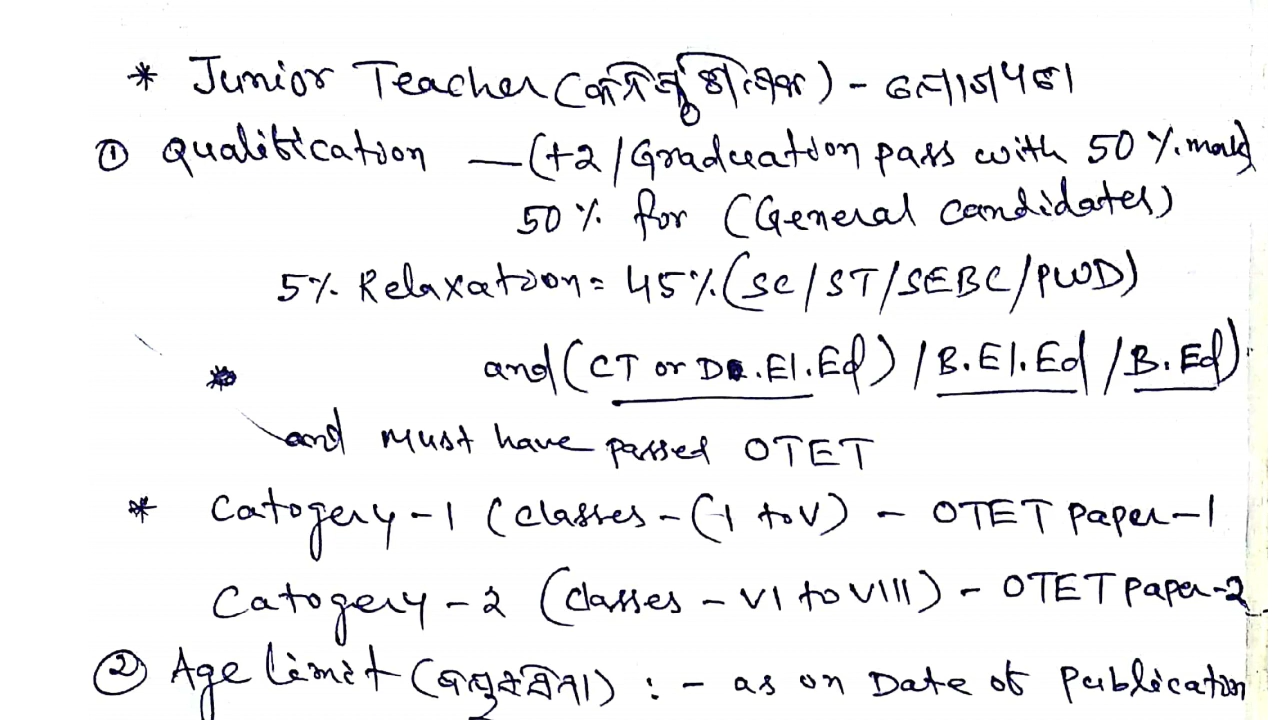 * Junior Teacher (କନିଷ୍ଠ ଶିକ୍ଷକ) - ଯୋଗ୍ୟତା
① Qualification — (+2 / Graduation pass with 50 % mark)
50 % for (General candidates)
5% Relaxation = 45% (SC/ST/SEBC/PWD)
and (CT or D.El.Ed) / B.El.Ed / B.Ed)
and must have passed OTET
* Catogery - 1 (classes - (I to V) - OTET paper - 1
Catogery - 2 (classes - VI to VIII) - OTET paper - 2
② Age limit (ବୟସ ସୀମା) : - as on Date of Publication